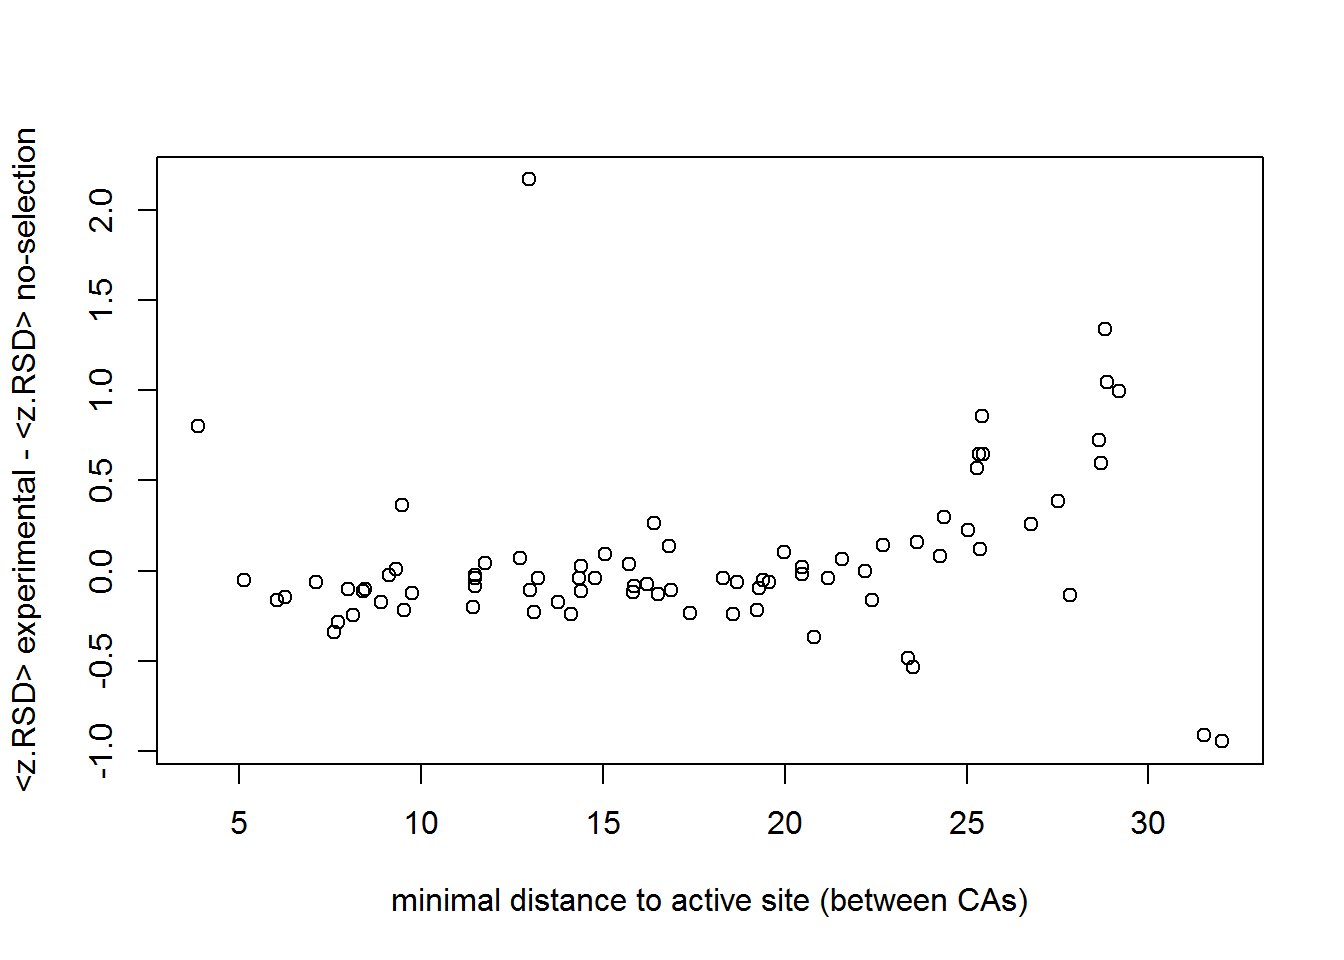 <z.RSD> experimental - <z.RSD> no-selection
2.0
1.5
1.0
0.5
0.0
-0.5
-1.0
5 10 15 20 25 30
minimal distance to active site (between CAs)